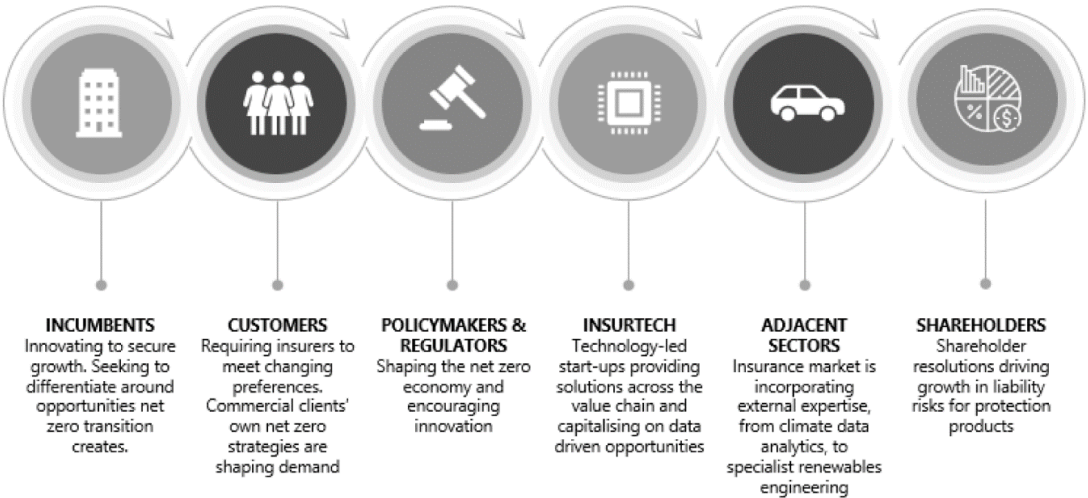 INCUMBENTS
Innovating to secure
growth. Seeking to
differentiate around
opportunities net
zero transition
creates.
CUSTOMERS
Requiring insurers to
meet changing
preferences.
Commercial clients’
own net zero
strategies are
shaping demand
POLICYMAKERS &
REGULATORS
Shaping the net zero
economy and
encouraging
innovation
INSURTECH
Technology-led
start-ups providing
solutions across the
value chain and
capitalising on data
driven opportunities
ADJACENT
SECTORS
Insurance market is
incorporating
external expertise,
from climate data
analytics, to
specialist renewables
engineering
%
$
SHAREHOLDERS
Shareholder
resolutions driving
growth in liability
risks for protection
products